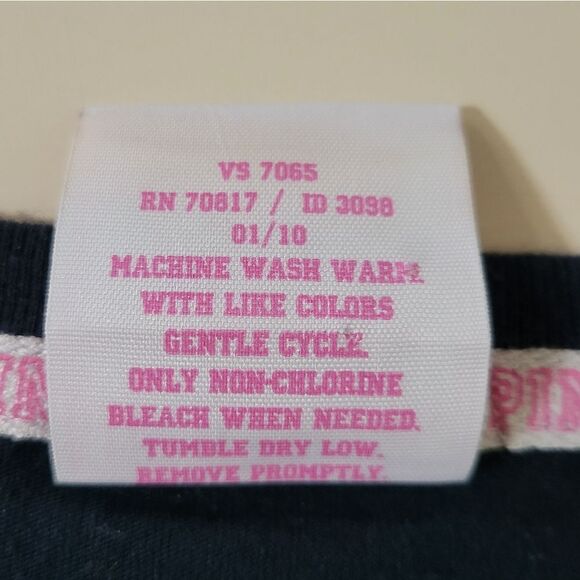 VS 7065
RN 70817 / ID 3098
01/10
MACHINE WASH WARM.
WITH LIKE COLORS
GENTLE CYCLE.
ONLY NON-CHLORINE
BLEACH WHEN NEEDED.
TUMBLE DRY LOW.
REMOVE PROMPTLY.